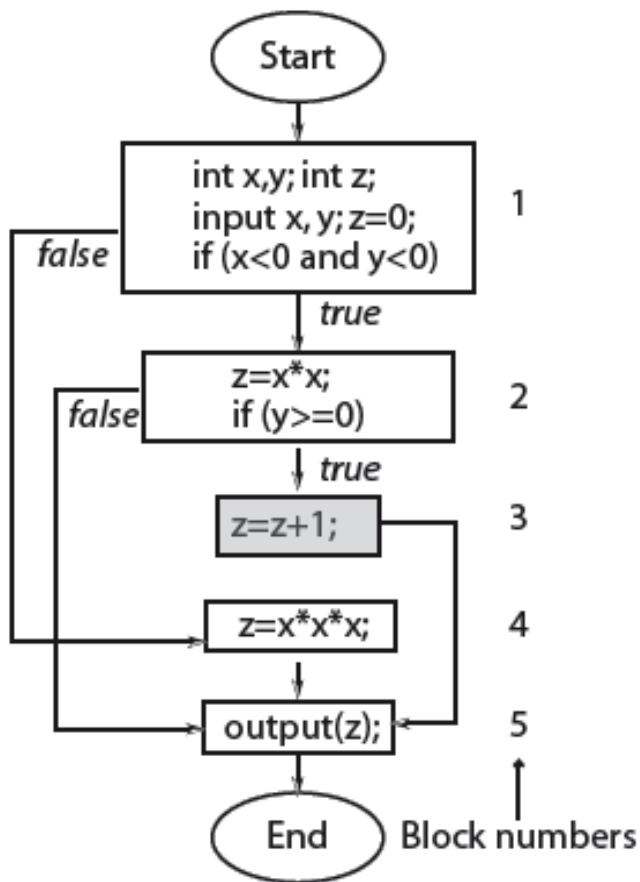 Start
int x,y; int z;
input x, y; z=0;
if (x<0 and y<0)
1
false
true
z=x*x;
if (y>=0)
2
false
true
z=z+1;
3
z=x*x*x;
4
output(z);
5
End
Block numbers